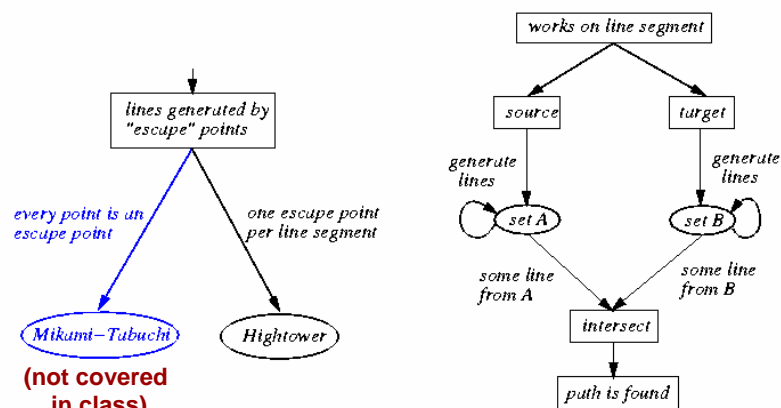 lines generated by
"escape" points
every point is an
escape point
one escape point
per line segment
Mikami-Tabuchi
Hightower
(not covered
in class)
works on line segment
source
target
generate
lines
generate
lines
set A
set B
some line
from A
some line
from B
intersect
path is found